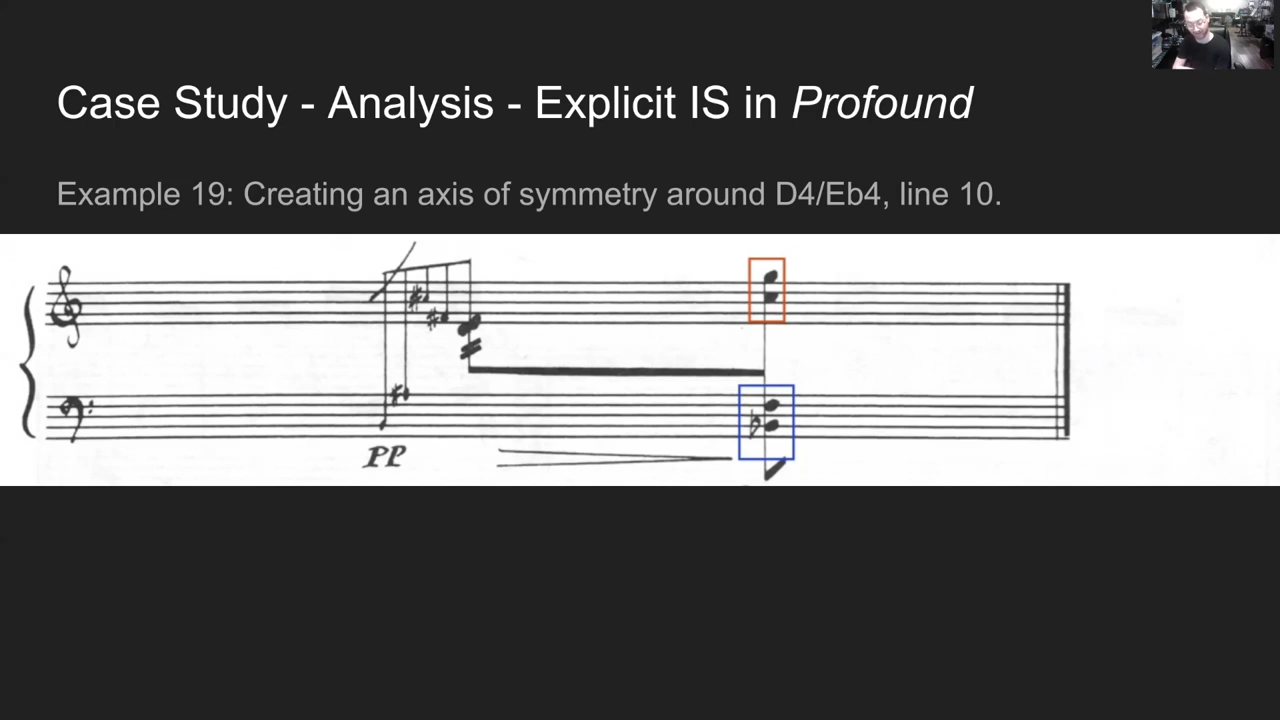 Case Study - Analysis - Explicit IS in Profound
Example 19: Creating an axis of symmetry around D4/Eb4, line 10.
PP